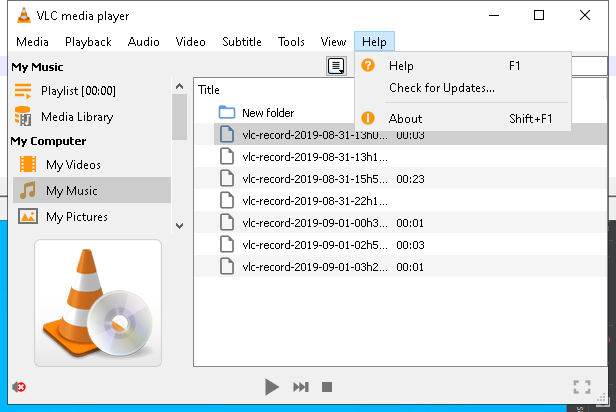 VLC media player
Media Playback Audio Video Subtitle Tools View Help
My Music
Playlist [00:00]
Media Library
My Computer
My Videos
My Music
My Pictures
Help F1
Check for Updates...
About Shift+F1
Title
New folder
vlc-record-2019-08-31-13h0... 00:03
vlc-record-2019-08-31-13h1...
vlc-record-2019-08-31-15h5... 00:23
vlc-record-2019-08-31-22h1...
vlc-record-2019-09-01-00h3... 00:01
vlc-record-2019-09-01-02h5... 00:03
vlc-record-2019-09-01-03h2... 00:01